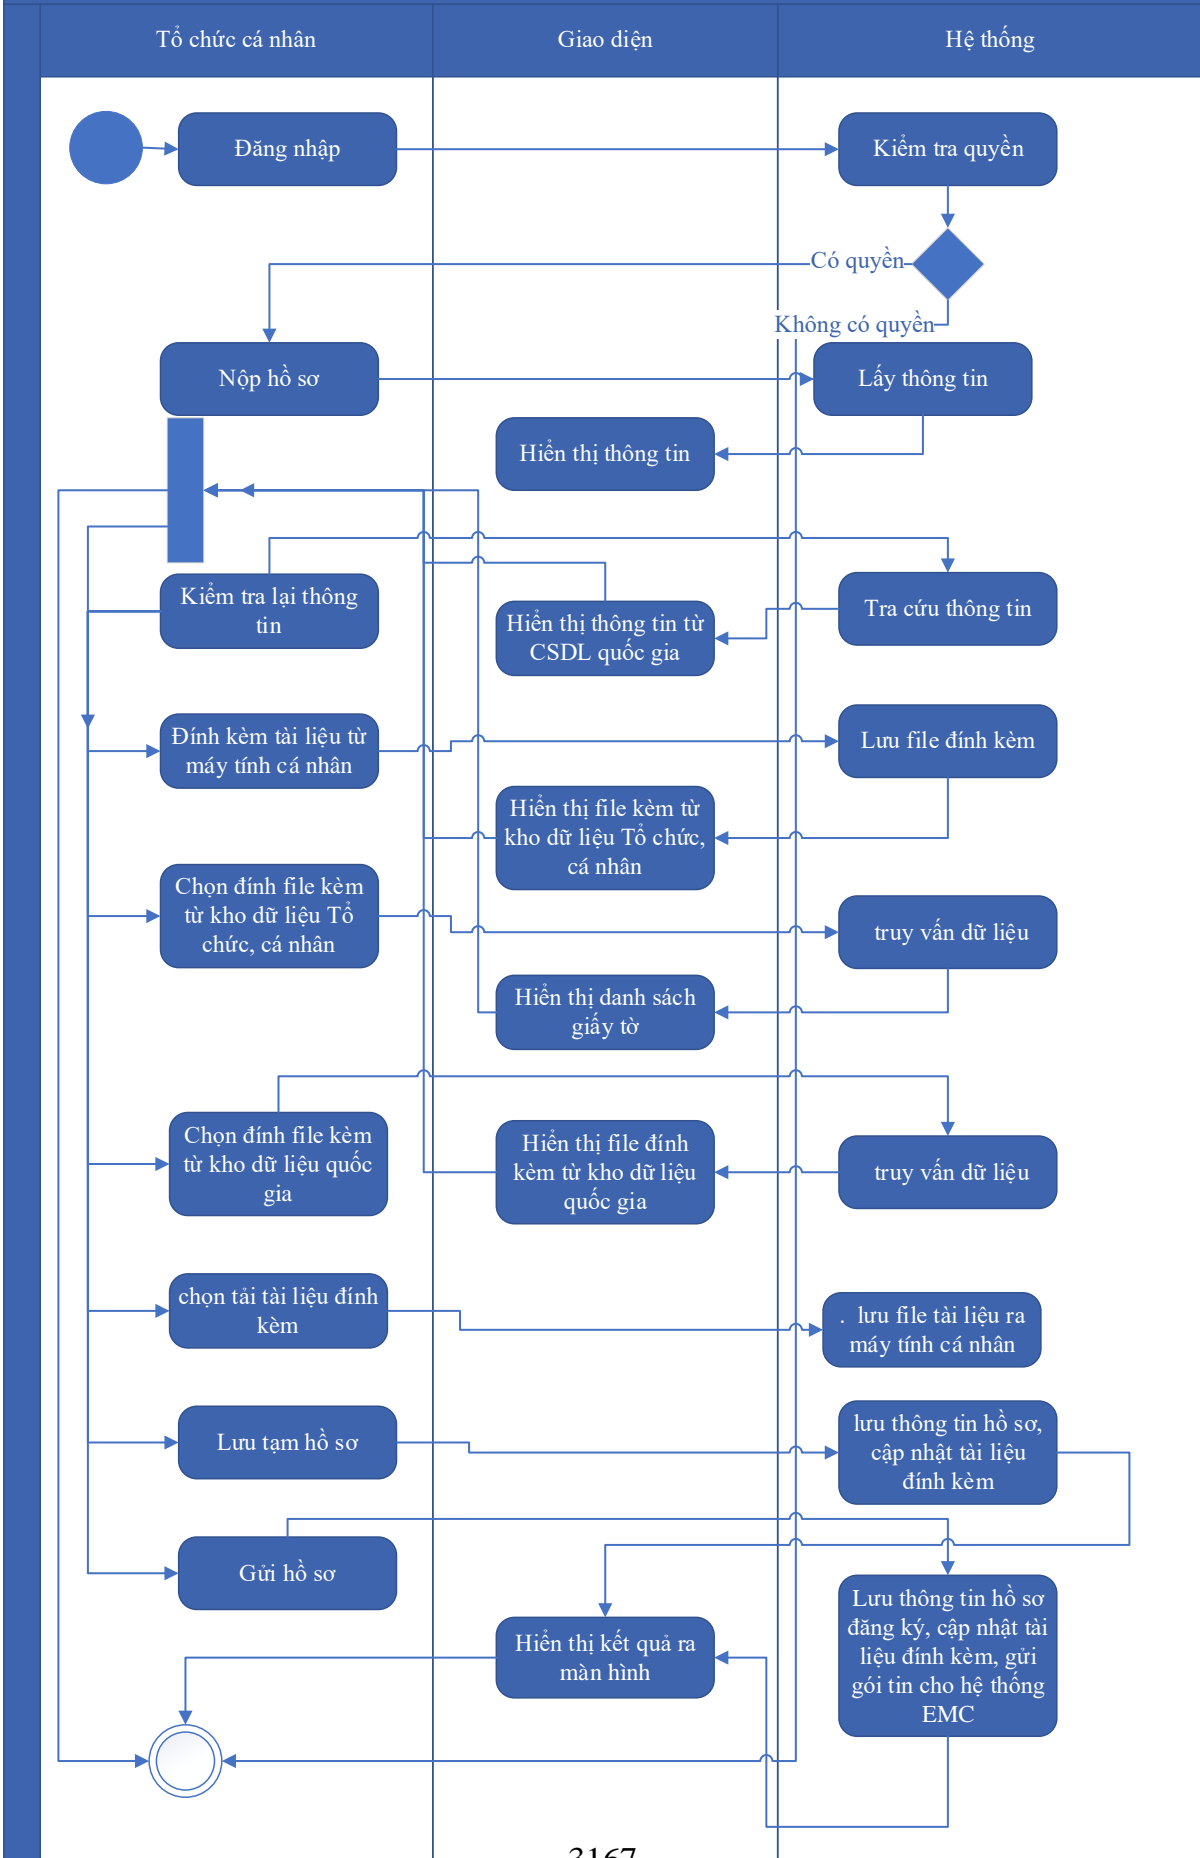 Tổ chức cá nhân
Giao diện
Hệ thống
Đăng nhập
Kiểm tra quyền
Có quyền
Không có quyền
Nộp hồ sơ
Lấy thông tin
Hiển thị thông tin
Kiểm tra lại thông
tin
Hiển thị thông tin từ
CSDL quốc gia
Tra cứu thông tin
Đính kèm tài liệu từ
máy tính cá nhân
Lưu file đính kèm
Hiển thị file kèm từ
kho dữ liệu Tổ chức,
cá nhân
Chọn đính file kèm
từ kho dữ liệu Tổ
chức, cá nhân
truy vấn dữ liệu
Hiển thị danh sách
giấy tờ
Chọn đính file kèm
từ kho dữ liệu quốc
gia
Hiển thị file đính
kèm từ kho dữ liệu
quốc gia
truy vấn dữ liệu
chọn tải tài liệu đính
kèm
. lưu file tài liệu ra
máy tính cá nhân
Lưu tạm hồ sơ
lưu thông tin hồ sơ,
cập nhật tài liệu
đính kèm
Gửi hồ sơ
Lưu thông tin hồ sơ
đăng ký, cập nhật tài
liệu đính kèm, gửi
gói tin cho hệ thống
EMC
Hiển thị kết quả ra
màn hình
3167